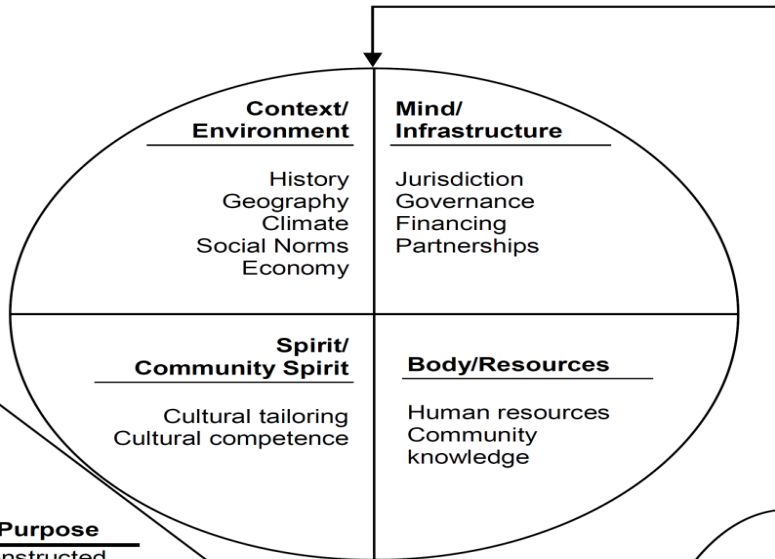 Context/
Environment
History
Geography
Climate
Social Norms
Economy
Mind/
Infrastructure
Jurisdiction
Governance
Financing
Partnerships
Spirit/
Community Spirit
Cultural tailoring
Cultural competence
Body/Resources
Human resources
Community
knowledge
Purpose